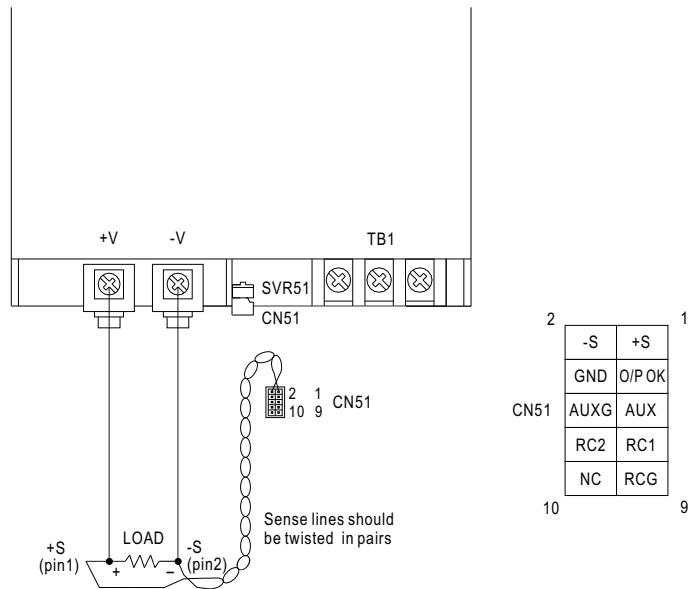 +V
-V
TB1
SVR51
CN51
2 1
10 9
CN51
Sense lines should
be twisted in pairs
+S
(pin1)
LOAD
-S
(pin2)
+
–
2
1
-S +S
GND O/P OK
CN51
AUXG AUX
RC2 RC1
NC RCG
10
9